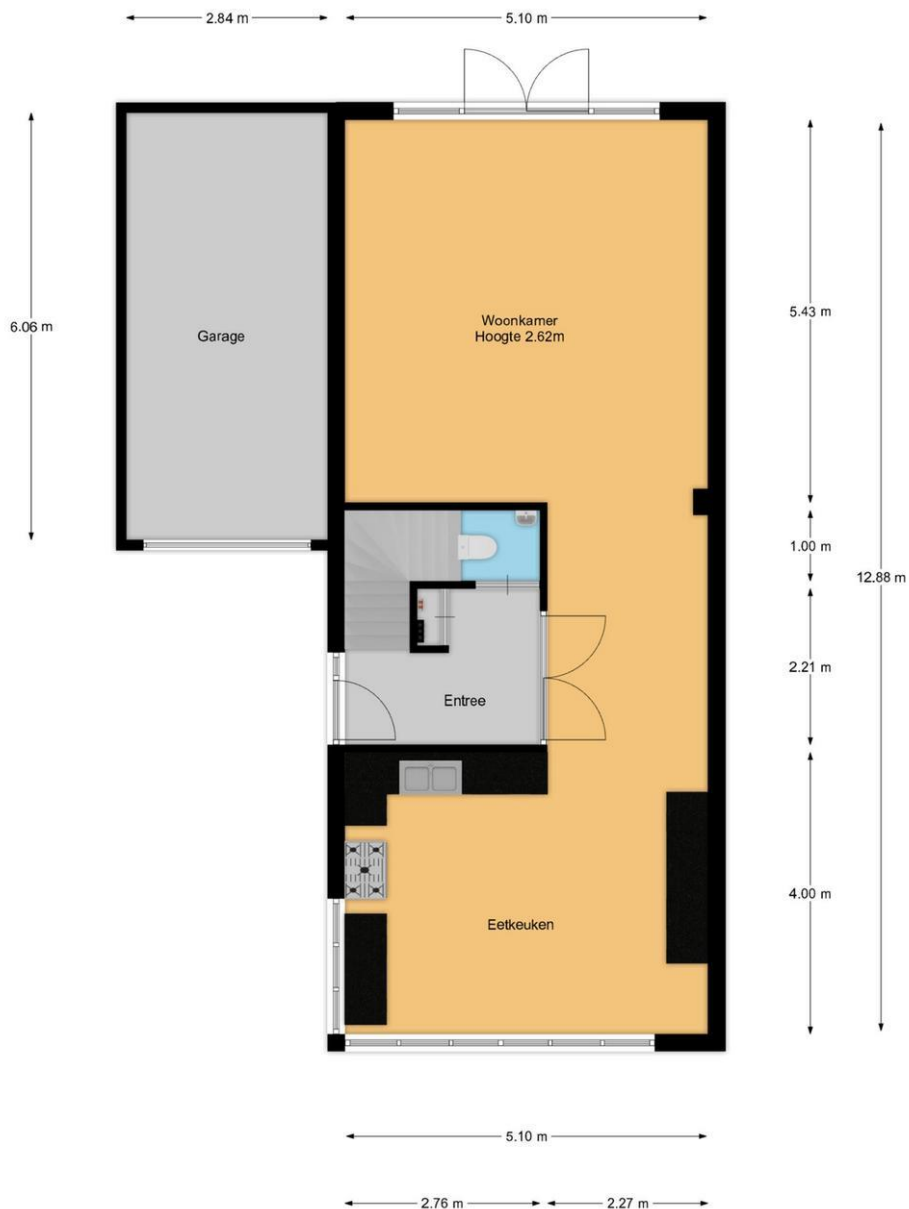 2.84 m
5.10 m
6.06 m
Garage
Woonkamer
Hoogte 2.62m
5.43 m
1.00 m
12.88 m
2.21 m
Entree
4.00 m
Eetkeuken
5.10 m
2.76 m
2.27 m